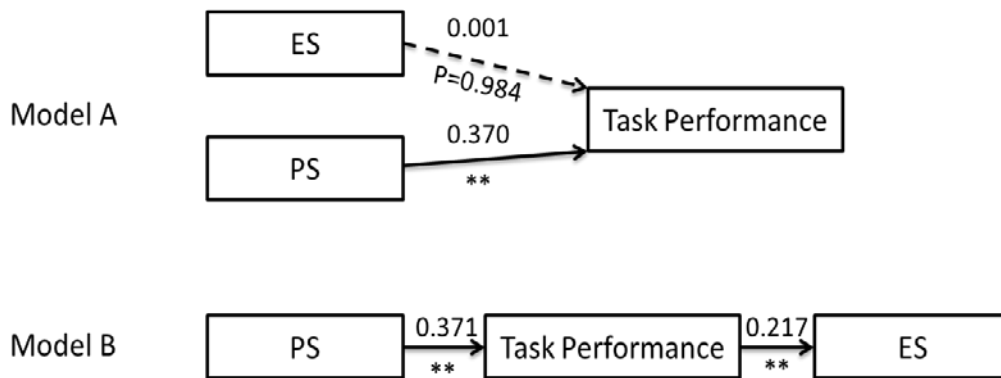 ES
0.001
P=0.984
Model A
Task Performance
0.370
PS
**
Model B
PS
0.371
**
Task Performance
0.217
**
ES